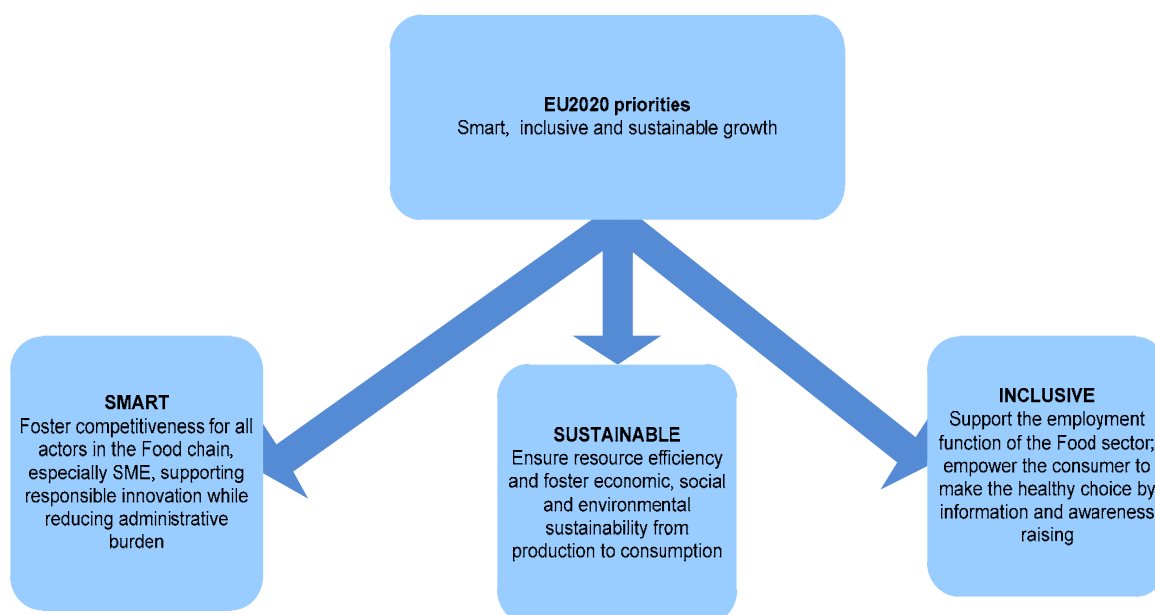 EU2020 priorities
Smart, inclusive and sustainable growth
SMART
Foster competitiveness for all
actors in the Food chain,
especially SME, supporting
responsible innovation while
reducing administrative
burden
SUSTAINABLE
Ensure resource efficiency
and foster economic, social
and environmental
sustainability from
production to consumption
INCLUSIVE
Support the employment
function of the Food sector;
empower the consumer to
make the healthy choice by
information and awareness
raising